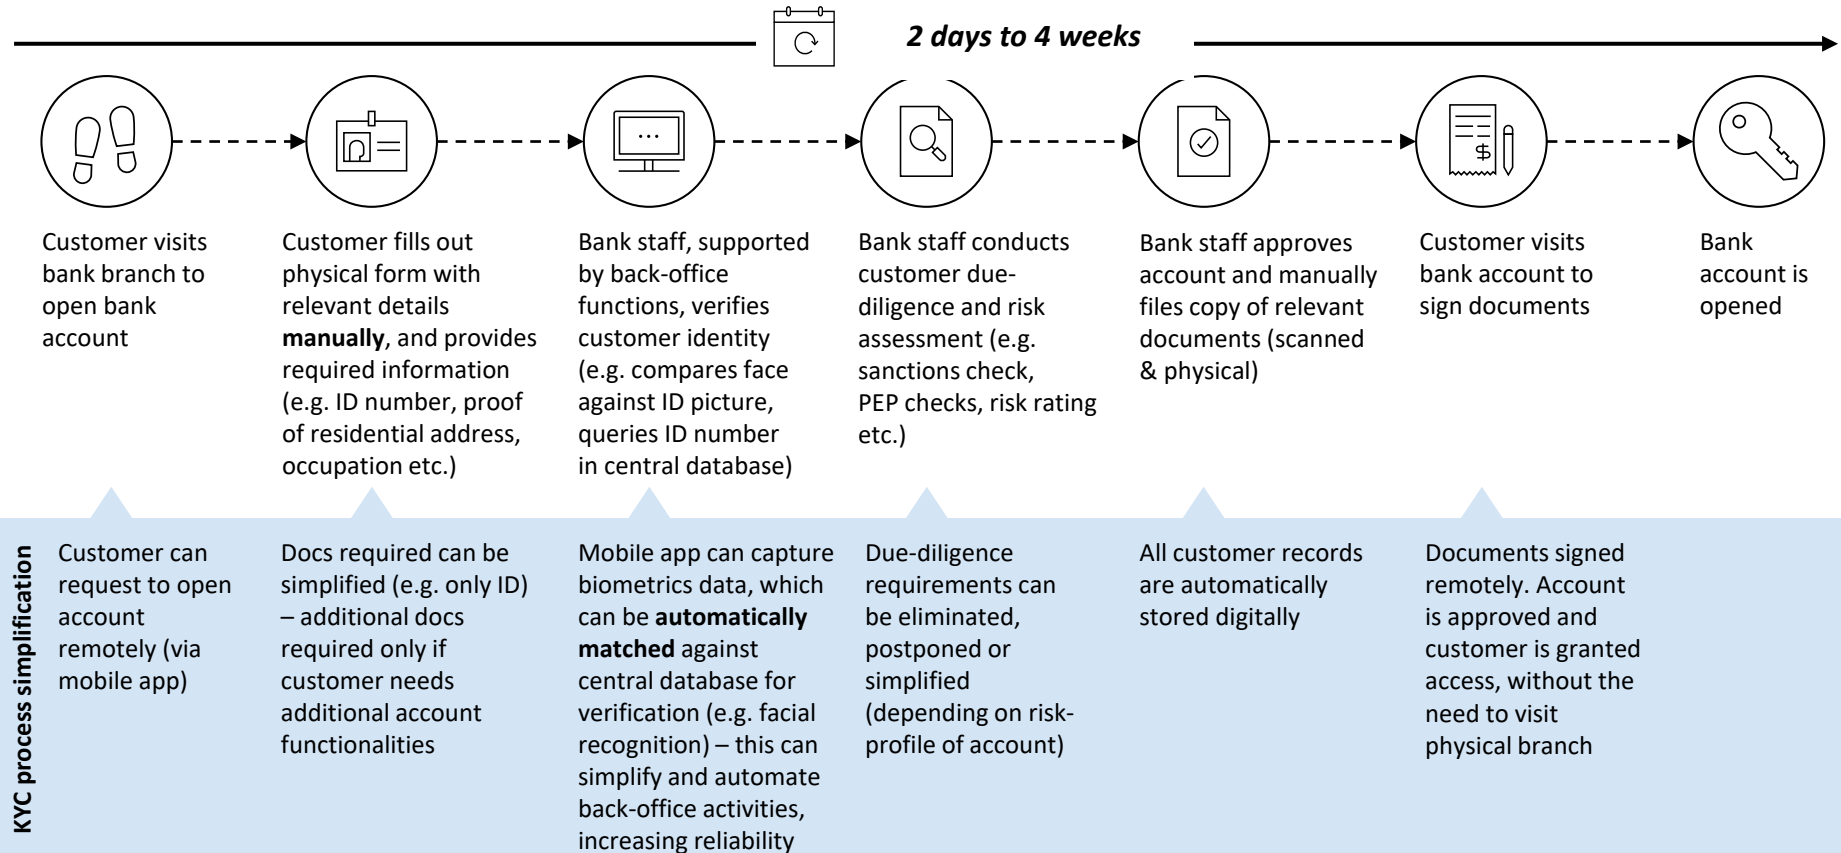 2 days to 4 weeks
Customer visits
bank branch to
open bank
account
Customer fills out
physical form with
relevant details
manually, and provides
required information
(e.g. ID number, proof
of residential address,
occupation etc.)
Bank staff, supported
by back-office
functions, verifies
customer identity
(e.g. compares face
against ID picture,
queries ID number
in central database)
Bank staff conducts
customer due-
diligence and risk
assessment (e.g.
sanctions check,
PEP checks, risk rating
etc.)
Bank staff approves
account and manually
files copy of relevant
documents (scanned
& physical)
Customer visits
bank account to
sign documents
Bank
account is
opened
KYC process simplification
Customer can
request to open
account
remotely (via
mobile app)
Docs required can be
simplified (e.g. only ID)
– additional docs
required only if
customer needs
additional account
functionalities
Mobile app can capture
biometrics data, which
can be automatically
matched against
central database for
verification (e.g. facial
recognition) – this can
simplify and automate
back-office activities,
increasing reliability
Due-diligence
requirements can
be eliminated,
postponed or
simplified
(depending on risk-
profile of account)
All customer records
are automatically
stored digitally
Documents signed
remotely. Account
is approved and
customer is granted
access, without the
need to visit
physical branch
$